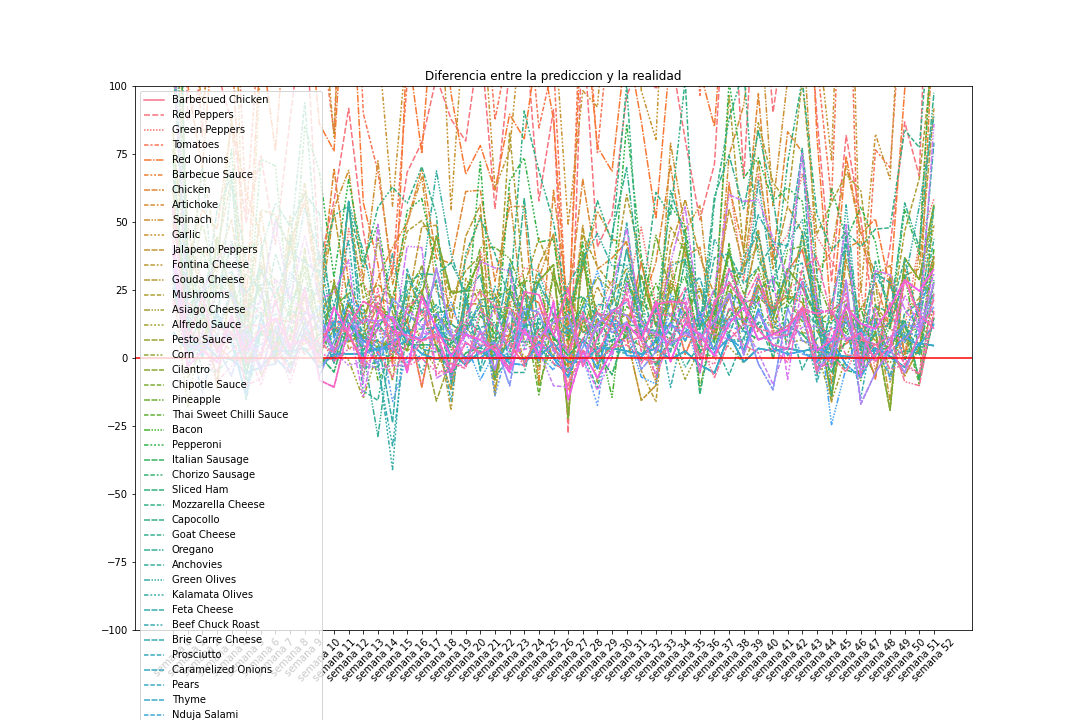 Diferencia entre la prediccion y la realidad
100
75
50
25
0
−25
−50
−75
−100
Barbecued Chicken
Red Peppers
Green Peppers
Tomatoes
Red Onions
Barbecue Sauce
Chicken
Artichoke
Spinach
Garlic
Jalapeno Peppers
Fontina Cheese
Gouda Cheese
Mushrooms
Asiago Cheese
Alfredo Sauce
Pesto Sauce
Corn
Cilantro
Chipotle Sauce
Pineapple
Thai Sweet Chilli Sauce
Bacon
Pepperoni
Italian Sausage
Chorizo Sausage
Sliced Ham
Mozzarella Cheese
Capocollo
Goat Cheese
Oregano
Anchovies
Green Olives
Kalamata Olives
Feta Cheese
Beef Chuck Roast
Brie Carre Cheese
Prosciutto
Caramelized Onions
Pears
Thyme
Nduja Salami
semana 6
semana 7
semana 8
semana 9
semana 10
semana 11
semana 12
semana 13
semana 14
semana 15
semana 16
semana 17
semana 18
semana 19
semana 20
semana 21
semana 22
semana 23
semana 24
semana 25
semana 26
semana 27
semana 28
semana 29
semana 30
semana 31
semana 32
semana 33
semana 34
semana 35
semana 36
semana 37
semana 38
semana 39
semana 40
semana 41
semana 42
semana 43
semana 44
semana 45
semana 46
semana 47
semana 48
semana 49
semana 50
semana 51
semana 52